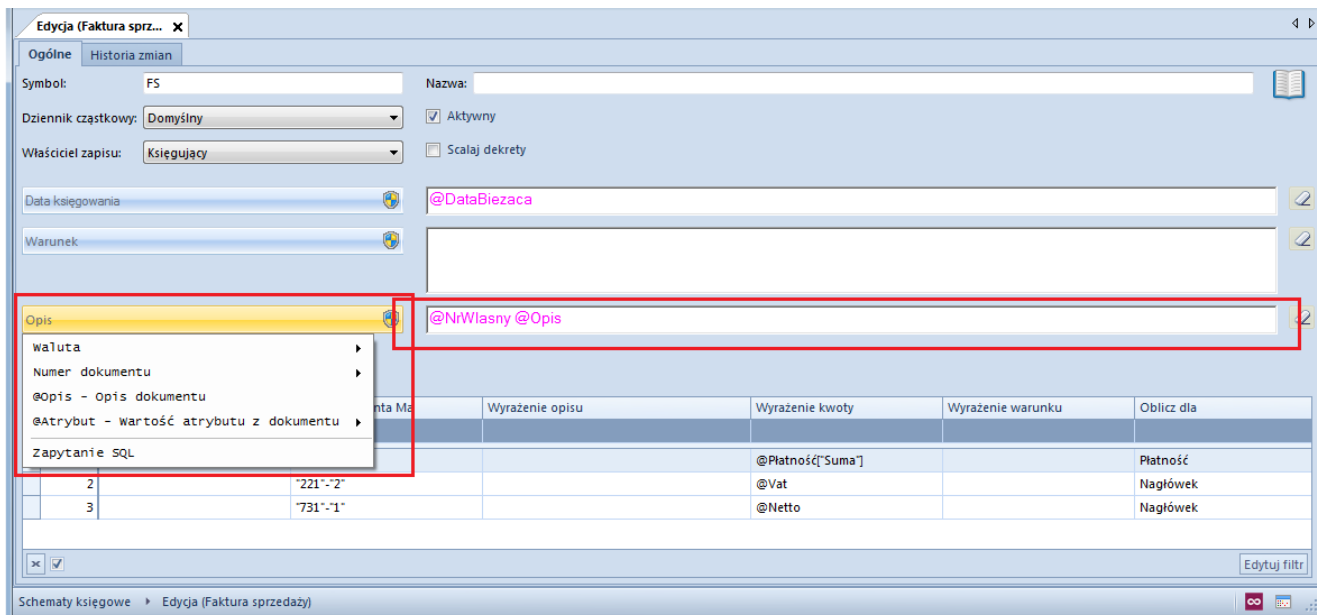 Edycja (Faktura sprz...
Ogólne Historia zmian
Symbol: FS Nazwa:
Dziennik cząstkowy: Domyślny Aktywny
Właściciel zapisu: Księgujący Scalaj dekrety
Data księgowania @DataBiezaca
Warunek
Opis @NrWlasny @Opis
Waluta
Numer dokumentu
@Opis - Opis dokumentu
@Atrybut - Wartość atrybutu z dokumentu
Zapytanie SQL
nta Ma Wyrażenie opisu Wyrażenie kwoty Wyrażenie warunku Oblicz dla
@Płatność["Suma"] Płatność
2 "221"-"2" @Vat Nagłówek
3 "731"-"1" @Netto Nagłówek
Edytuj filtr
Schematy księgowe Edycja (Faktura sprzedaży)